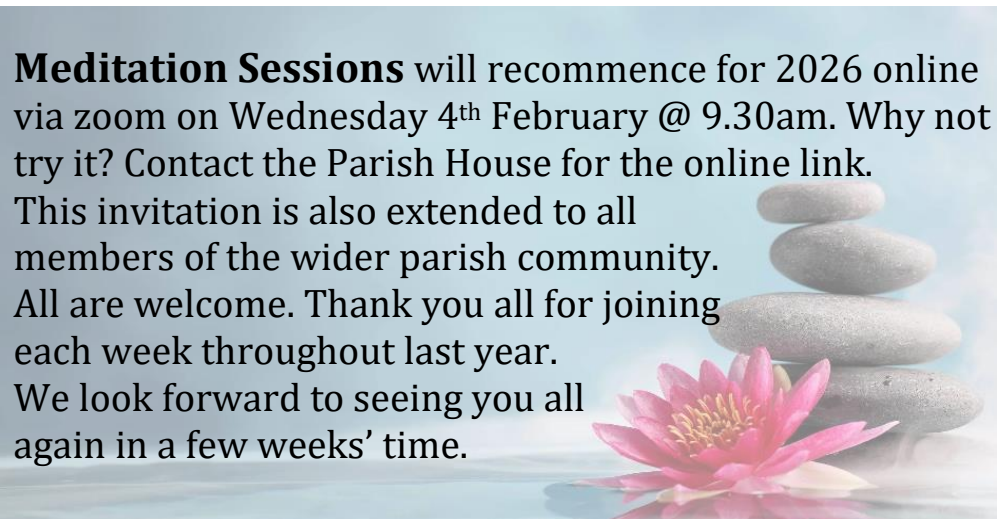 Meditation Sessions will recommence for 2026 online
via zoom on Wednesday 4th February @ 9.30am. Why not
try it? Contact the Parish House for the online link.
This invitation is also extended to all
members of the wider parish community.
All are welcome. Thank you all for joining
each week throughout last year.
We look forward to seeing you all
again in a few weeks’ time.